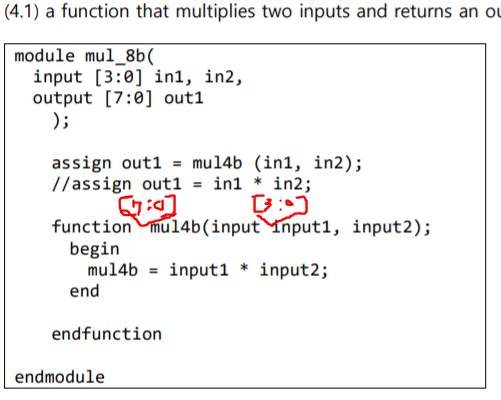 (4.1) a function that multiplies two inputs and returns an
module mul_8b(
input [3:0] in1, in2,
output [7:0] out1
);
assign out1 = mul4b (in1, in2);
//assign out1 = in1 * in2;
[7:0] [3:0]
function mul4b(input input1, input2);
begin
mul4b = input1 * input2;
end
endfunction
endmodule